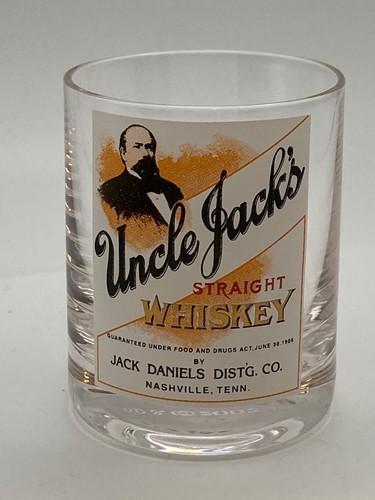 Uncle Jack's
STRAIGHT
WHISKEY
GUARANTEED UNDER FOOD AND DRUGS ACT, JUNE 30, 1906
BY
JACK DANIELS DIST'G. CO.
NASHVILLE, TENN.